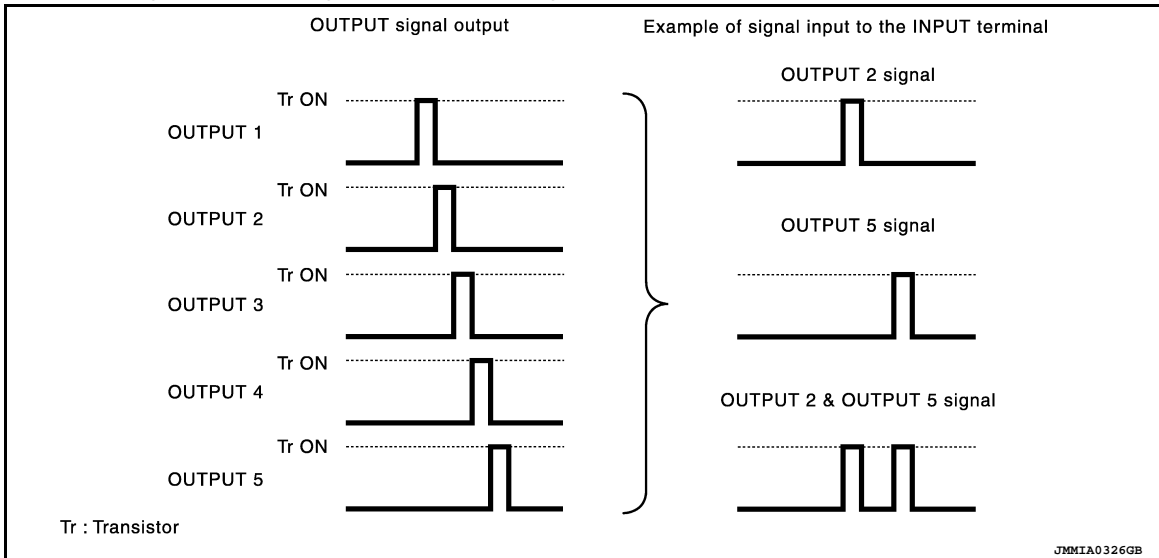 OUTPUT signal output
Example of signal input to the INPUT terminal
Tr ON
OUTPUT 1
Tr ON
OUTPUT 2
Tr ON
OUTPUT 3
Tr ON
OUTPUT 4
Tr ON
OUTPUT 5
OUTPUT 2 signal
OUTPUT 5 signal
OUTPUT 2 & OUTPUT 5 signal
Tr : Transistor
JMMIA0326GB